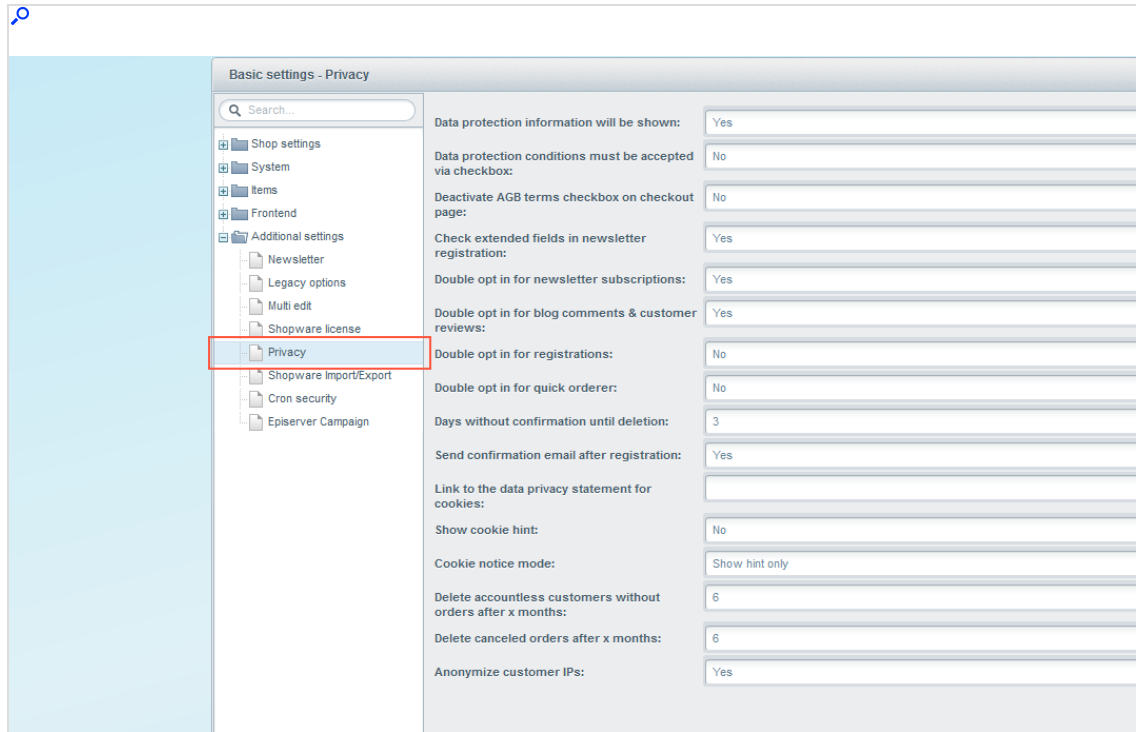 Basic settings - Privacy
Search...
Shop settings
System
Items
Frontend
Additional settings
Newsletter
Legacy options
Multi edit
Shopware license
Privacy
Shopware Import/Export
Cron security
Episerver Campaign
Data protection information will be shown: Yes
Data protection conditions must be accepted
via checkbox: No
Deactivate AGB terms checkbox on checkout
page: No
Check extended fields in newsletter
registration: Yes
Double opt in for newsletter subscriptions: Yes
Double opt in for blog comments & customer
reviews: Yes
Double opt in for registrations: No
Double opt in for quick orderer: No
Days without confirmation until deletion: 3
Send confirmation email after registration: Yes
Link to the data privacy statement for
cookies:
Show cookie hint: No
Cookie notice mode: Show hint only
Delete accountless customers without
orders after x months: 6
Delete canceled orders after x months: 6
Anonymize customer IPs: Yes